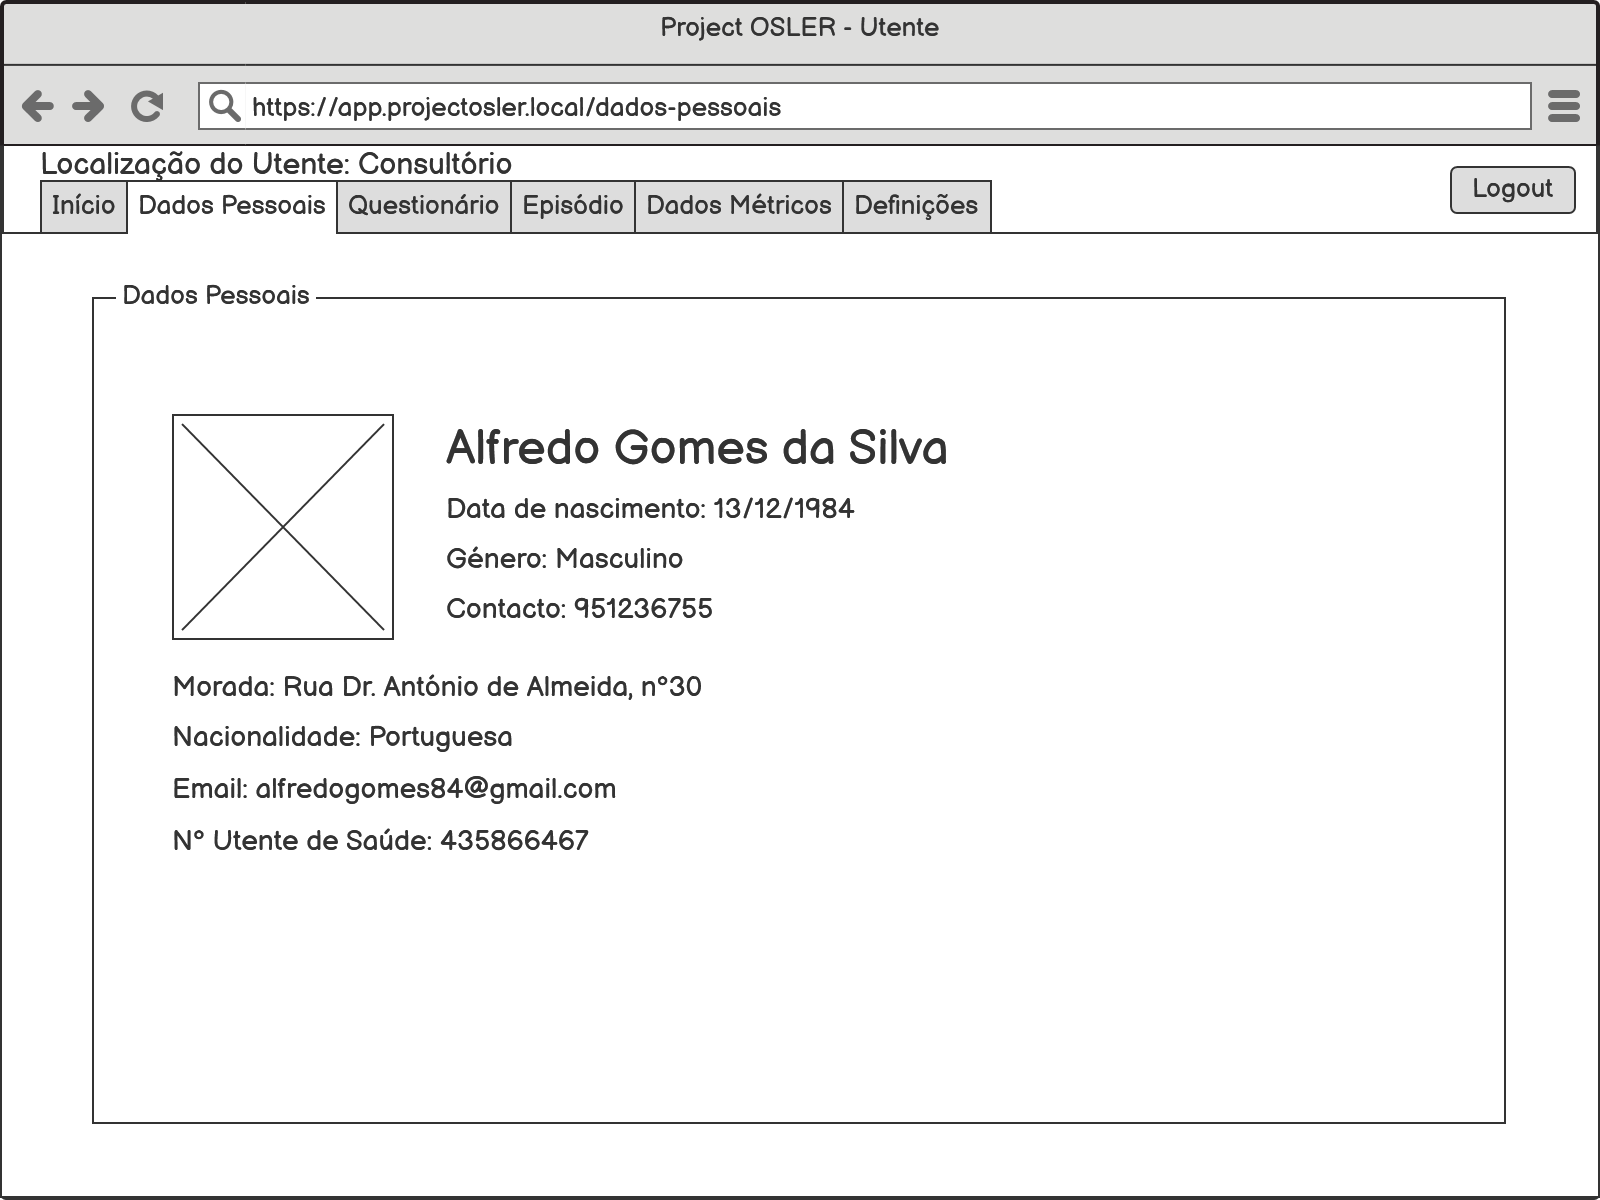 Project OSLER - Utente
https://app.projectosler.local/dados-pessoais
Localização do Utente: Consultório
Logout
Início Dados Pessoais Questionário Episódio Dados Métricos Definições
Dados Pessoais
Alfredo Gomes da Silva
Data de nascimento: 13/12/1984
Género: Masculino
Contacto: 951236755
Morada: Rua Dr. António de Almeida, nº30
Nacionalidade: Portuguesa
Email: alfredogomes84@gmail.com
Nº Utente de Saúde: 435866467